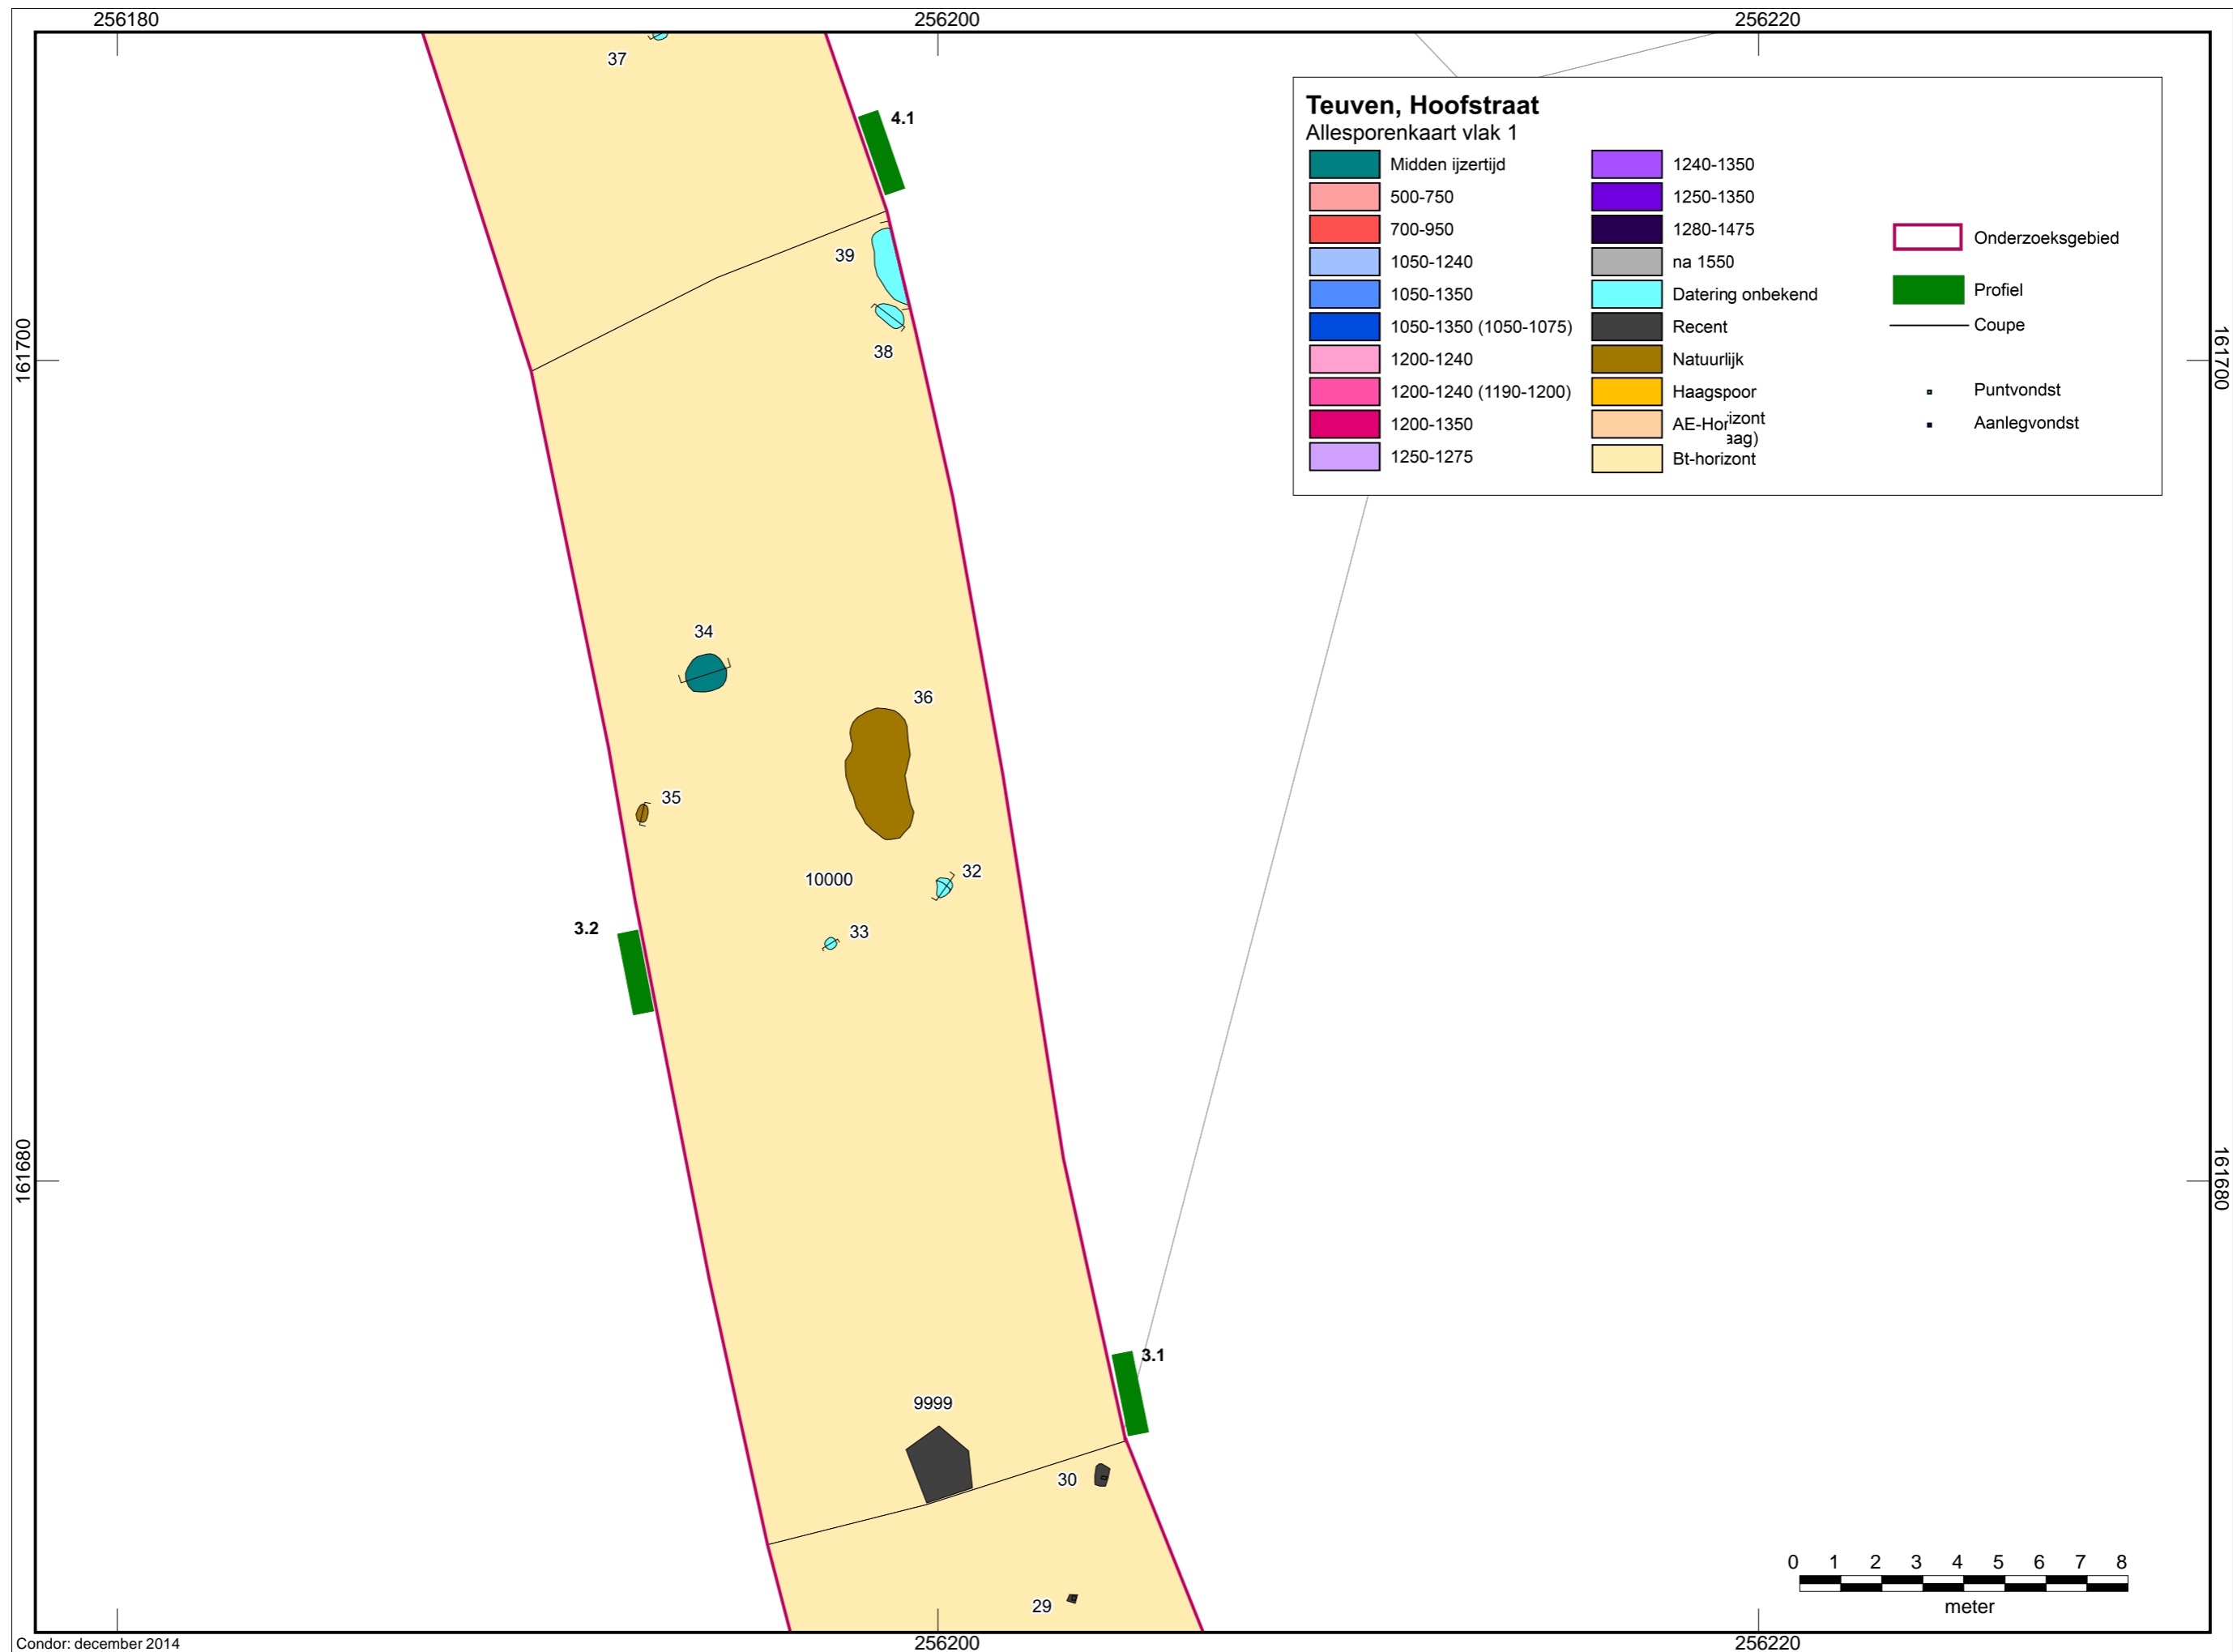 256180
256200
256220
37
4.1
39
38
161700
161700
34
36
35
10000
32
3.2
33
161680
161680
3.1
9999
30
29
Teuven, Hoofstraat
Allesporenkaart vlak 1
Midden ijzertijd
500-750
700-950
1050-1240
1050-1350
1050-1350 (1050-1075)
1200-1240
1200-1240 (1190-1200)
1200-1350
1250-1275
1240-1350
1250-1350
1280-1475
na 1550
Datering onbekend
Recent
Natuurlijk
Haagspoor
AE-Horizont
aag)
Bt-horizont
Onderzoeksgebied
Profiel
Coupe
Puntvondst
Aanlegvondst
0 1 2 3 4 5 6 7 8
meter
Condor: december 2014
256200
256220